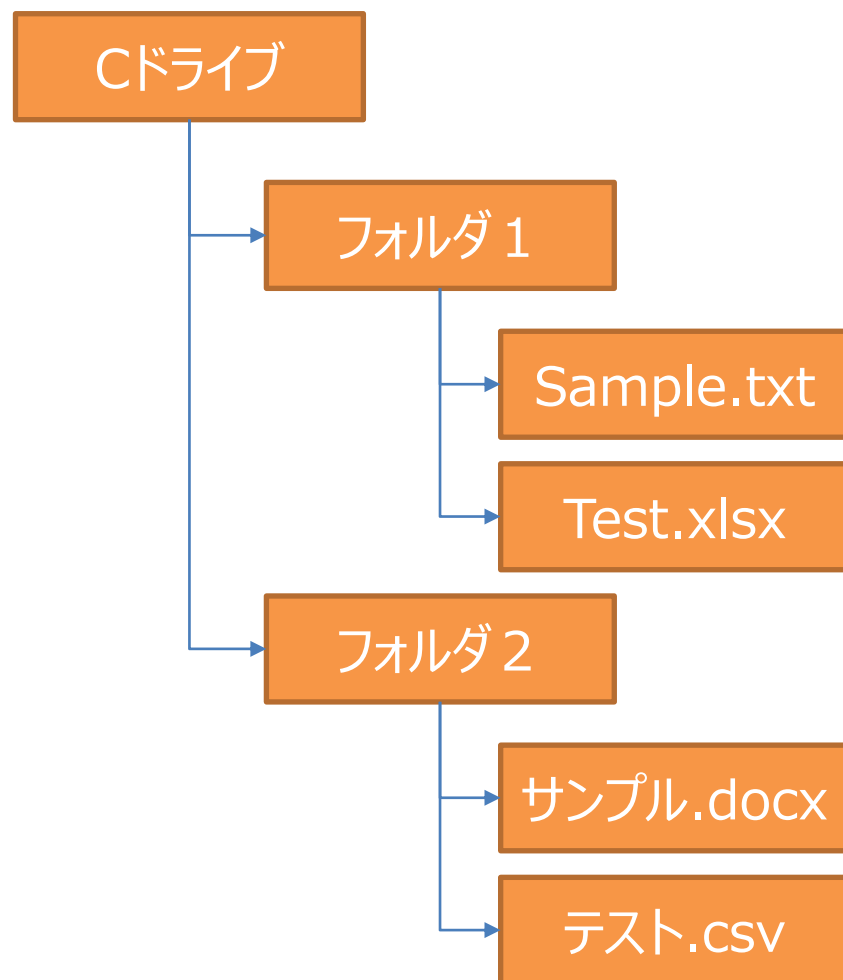 Cドライブ
フォルダ１
Sample.txt
Test.xlsx
フォルダ２
サンプル.docx
テスト.csv